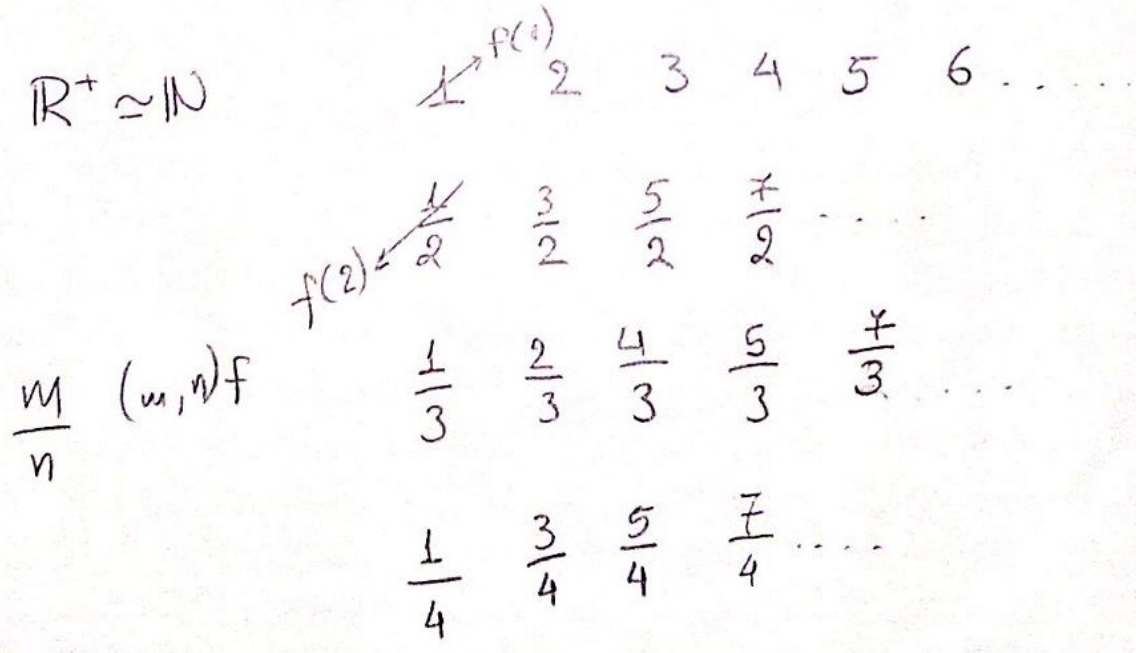 ℝ⁺ ≃ ℕ 1 → f(1) 2 3 4 5 6 .....
f(2) ← 1/2 3/2 5/2 7/2 .....
m/n (m,n)f 1/3 2/3 4/3 5/3 7/3 ....
1/4 3/4 5/4 7/4 .....